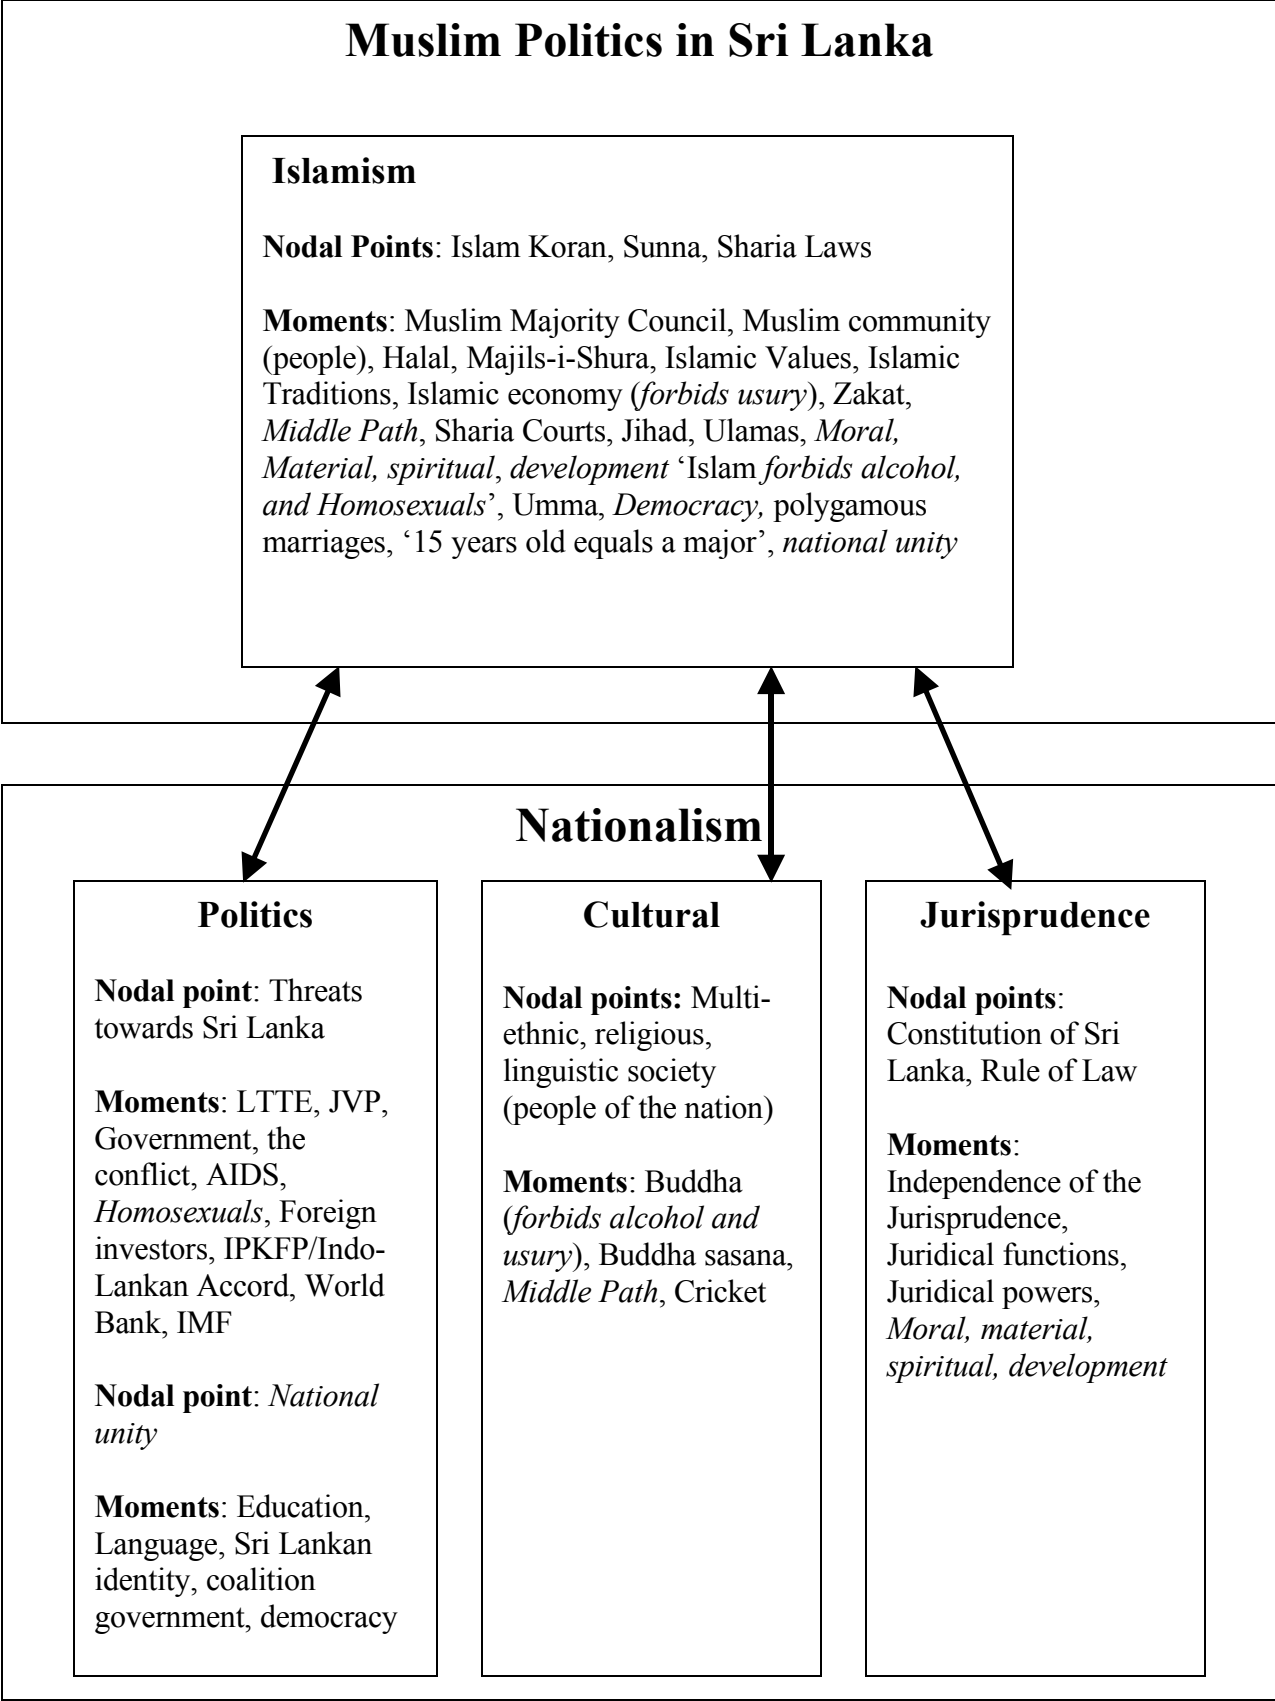 Muslim Politics in Sri Lanka
Islamism
Nodal Points: Islam Koran, Sunna, Sharia Laws
Moments: Muslim Majority Council, Muslim community
(people), Halal, Majils-i-Shura, Islamic Values, Islamic
Traditions, Islamic economy (forbids usury), Zakat,
Middle Path, Sharia Courts, Jihad, Ulamas, Moral,
Material, spiritual, development ‘Islam forbids alcohol,
and Homosexuals’, Umma, Democracy, polygamous
marriages, ‘15 years old equals a major’, national unity
Nationalism
Politics
Nodal point: Threats
towards Sri Lanka
Moments: LTTE, JVP,
Government, the
conflict, AIDS,
Homosexuals, Foreign
investors, IPKFP/Indo-
Lankan Accord, World
Bank, IMF
Nodal point: National
unity
Moments: Education,
Language, Sri Lankan
identity, coalition
government, democracy
Cultural
Nodal points: Multi-
ethnic, religious,
linguistic society
(people of the nation)
Moments: Buddha
(forbids alcohol and
usury), Buddha sasana,
Middle Path, Cricket
Jurisprudence
Nodal points:
Constitution of Sri
Lanka, Rule of Law
Moments:
Independence of the
Jurisprudence,
Juridical functions,
Juridical powers,
Moral, material,
spiritual, development